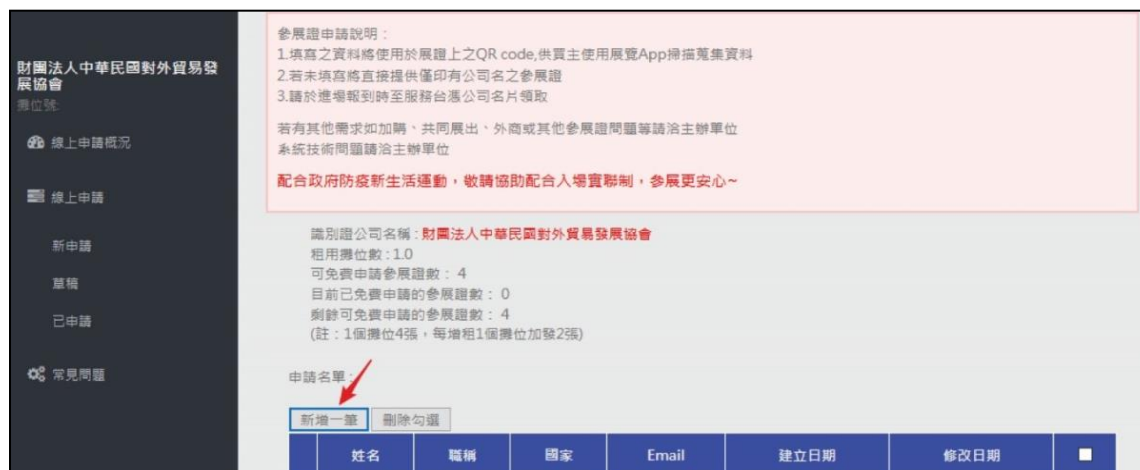 財團法人中華民國對外貿易發
展協會
攤位號:
線上申請概況
線上申請
新申請
草稿
已申請
常見問題
參展證申請說明：
1.填寫之資料將使用於展證上之QR code,供買主使用展覽App掃描蒐集資料
2.若未填寫將直接提供僅印有公司名之參展證
3.請於進場報到時至服務台憑公司名片領取
若有其他需求如加購、共同展出、外商或其他參展證問題等請洽主辦單位
系統技術問題請洽主辦單位
配合政府防疫新生活運動，敬請協助配合入場實聯制，參展更安心~
識別證公司名稱：財團法人中華民國對外貿易發展協會
租用攤位數：1.0
可免費申請參展證數： 4
目前已免費申請的參展證數： 0
剩餘可免費申請的參展證數： 4
(註：1個攤位4張，每增租1個攤位加發2張)
申請名單：
新增一筆 刪除勾選
姓名 職稱 國家 Email 建立日期 修改日期